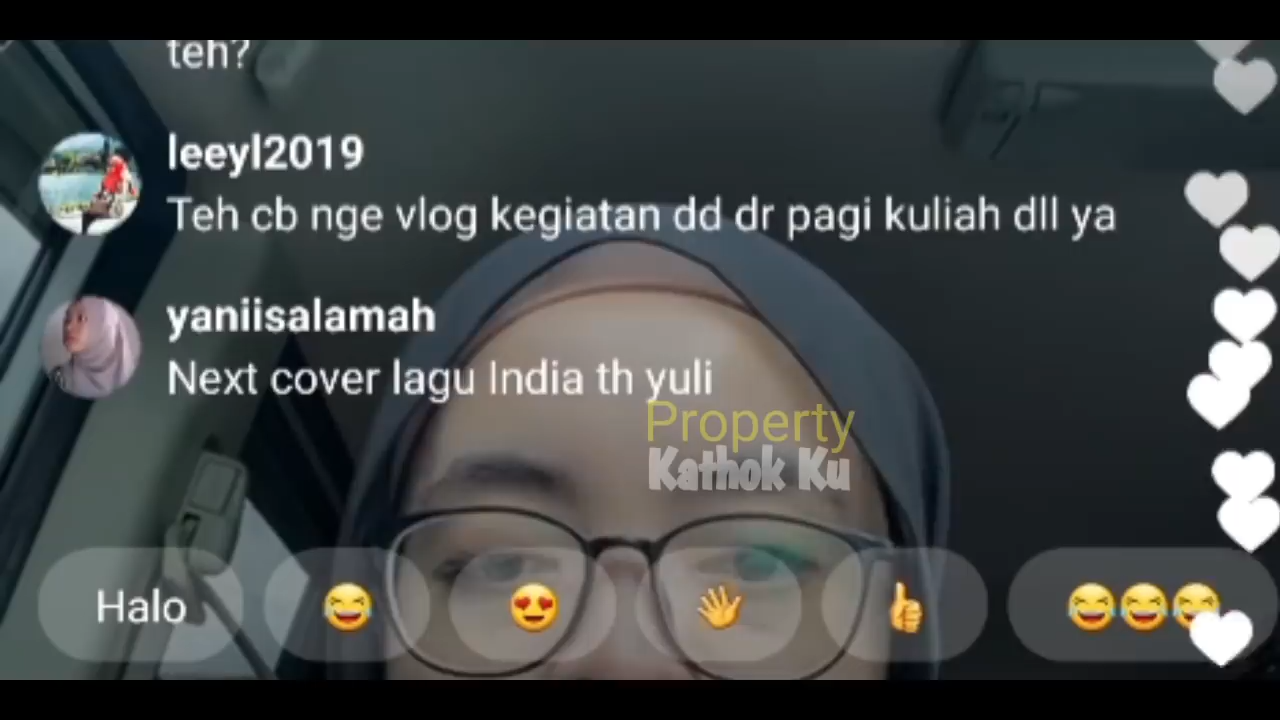 teh?
leeyl2019
Teh cb nge vlog kegiatan dd dr pagi kuliah dll ya
yaniisalamah
Next cover lagu India th yuli
Property
Kathok Ku
Halo